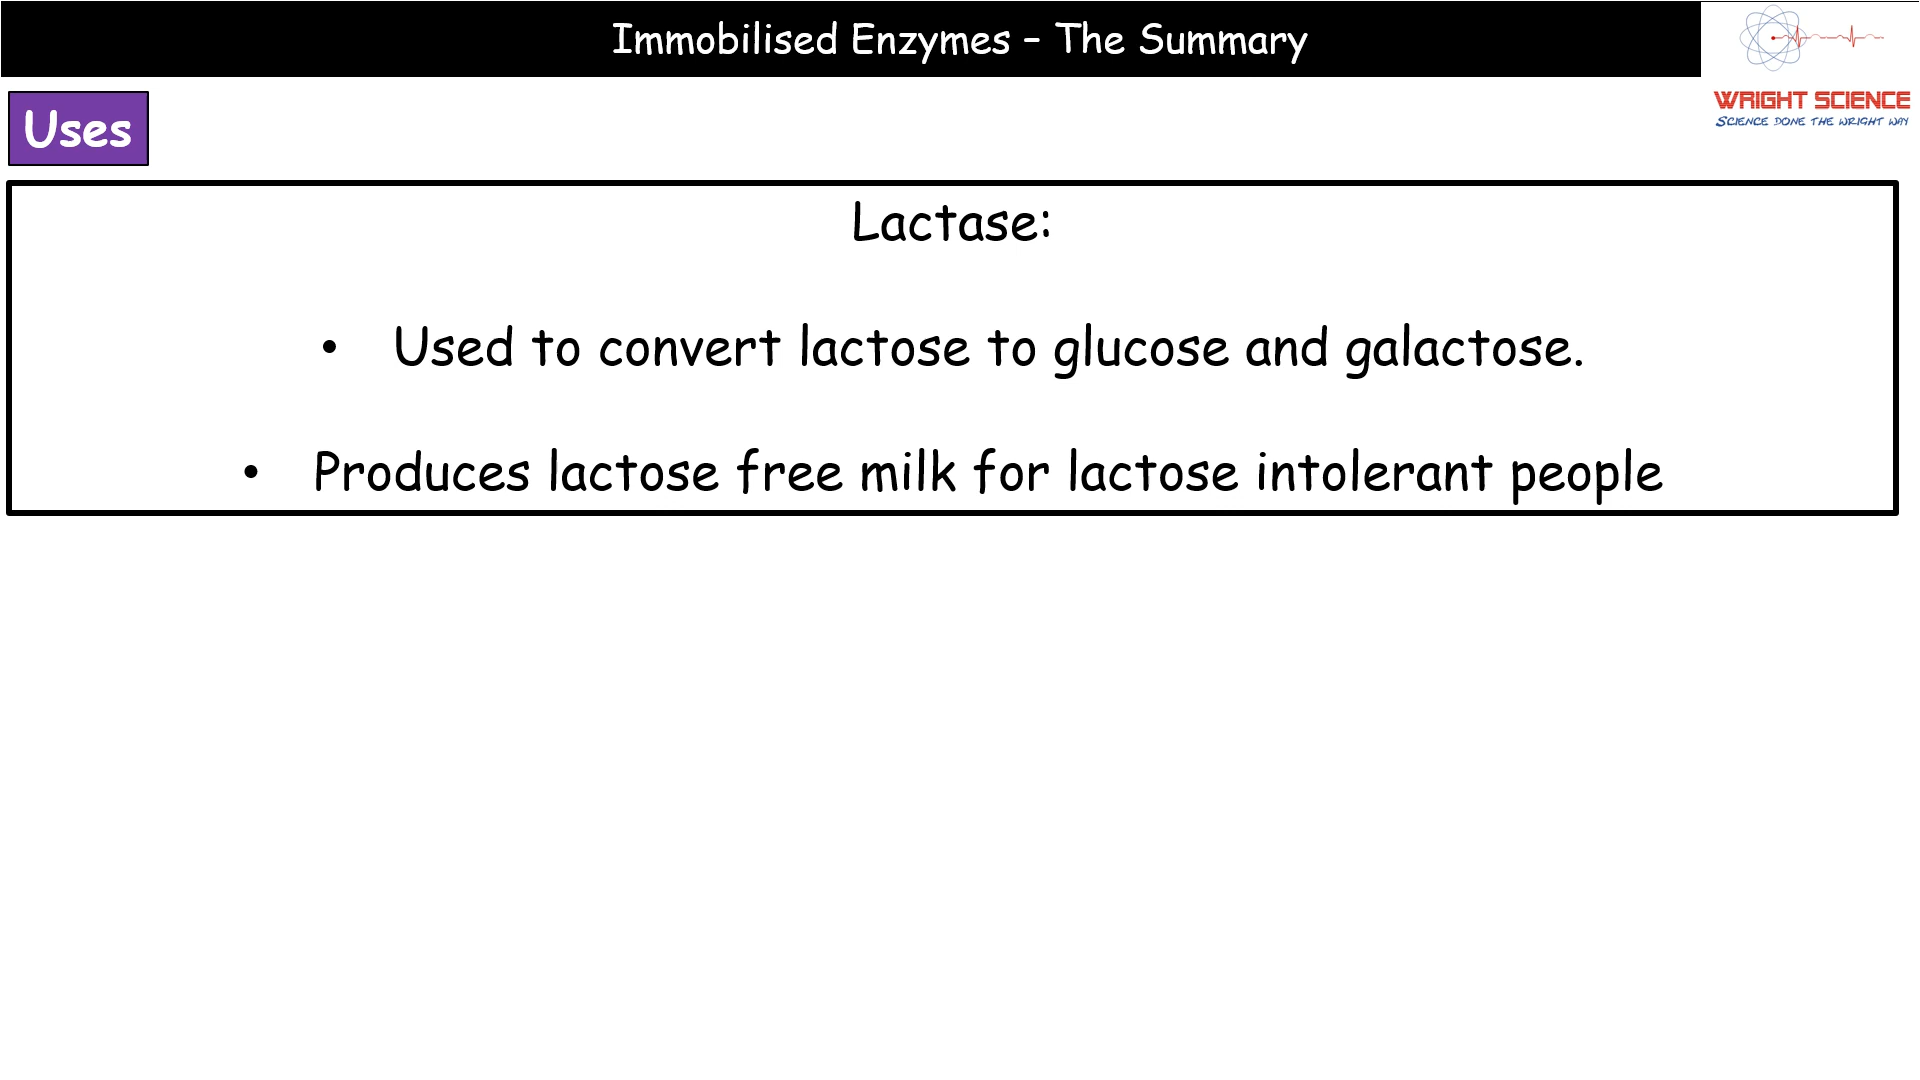 Immobilised Enzymes – The Summary
WRIGHT SCIENCE
SCIENCE DONE THE WRIGHT WAY
Uses
Lactase:
• Used to convert lactose to glucose and galactose.
• Produces lactose free milk for lactose intolerant people